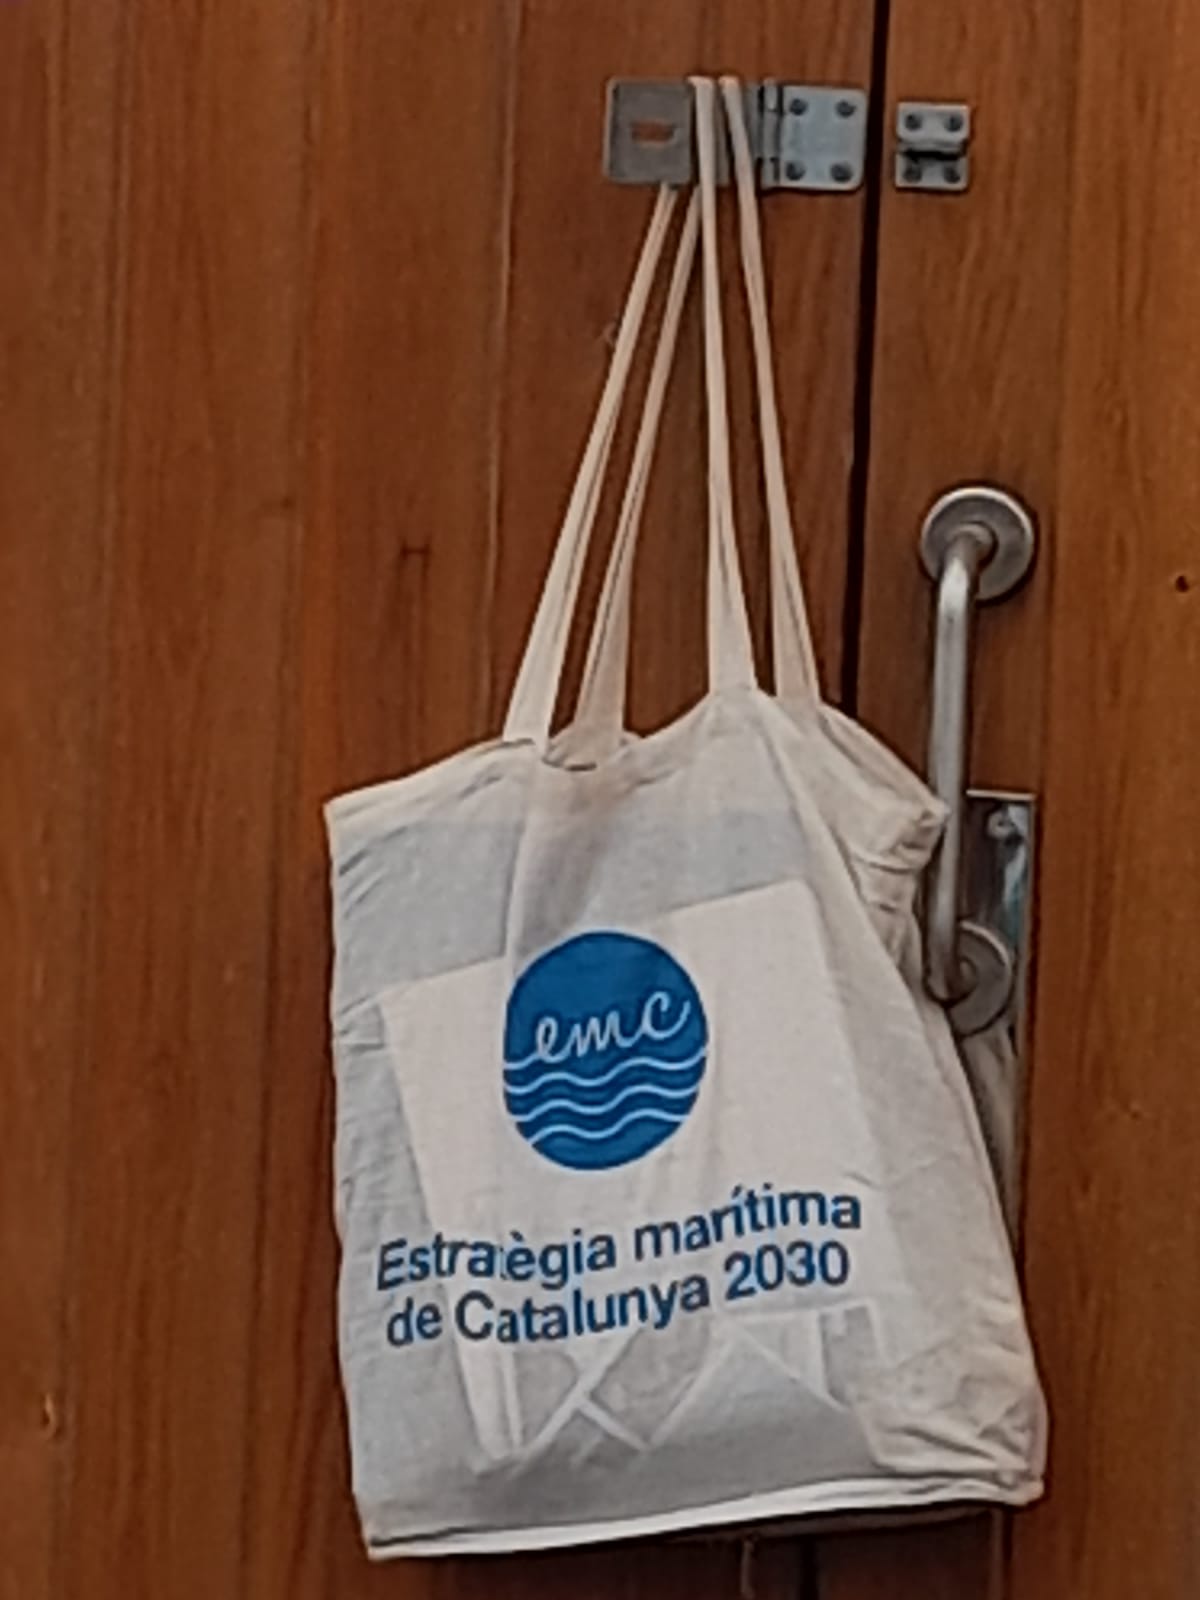 emc
Estratègia marítima
de Catalunya 2030